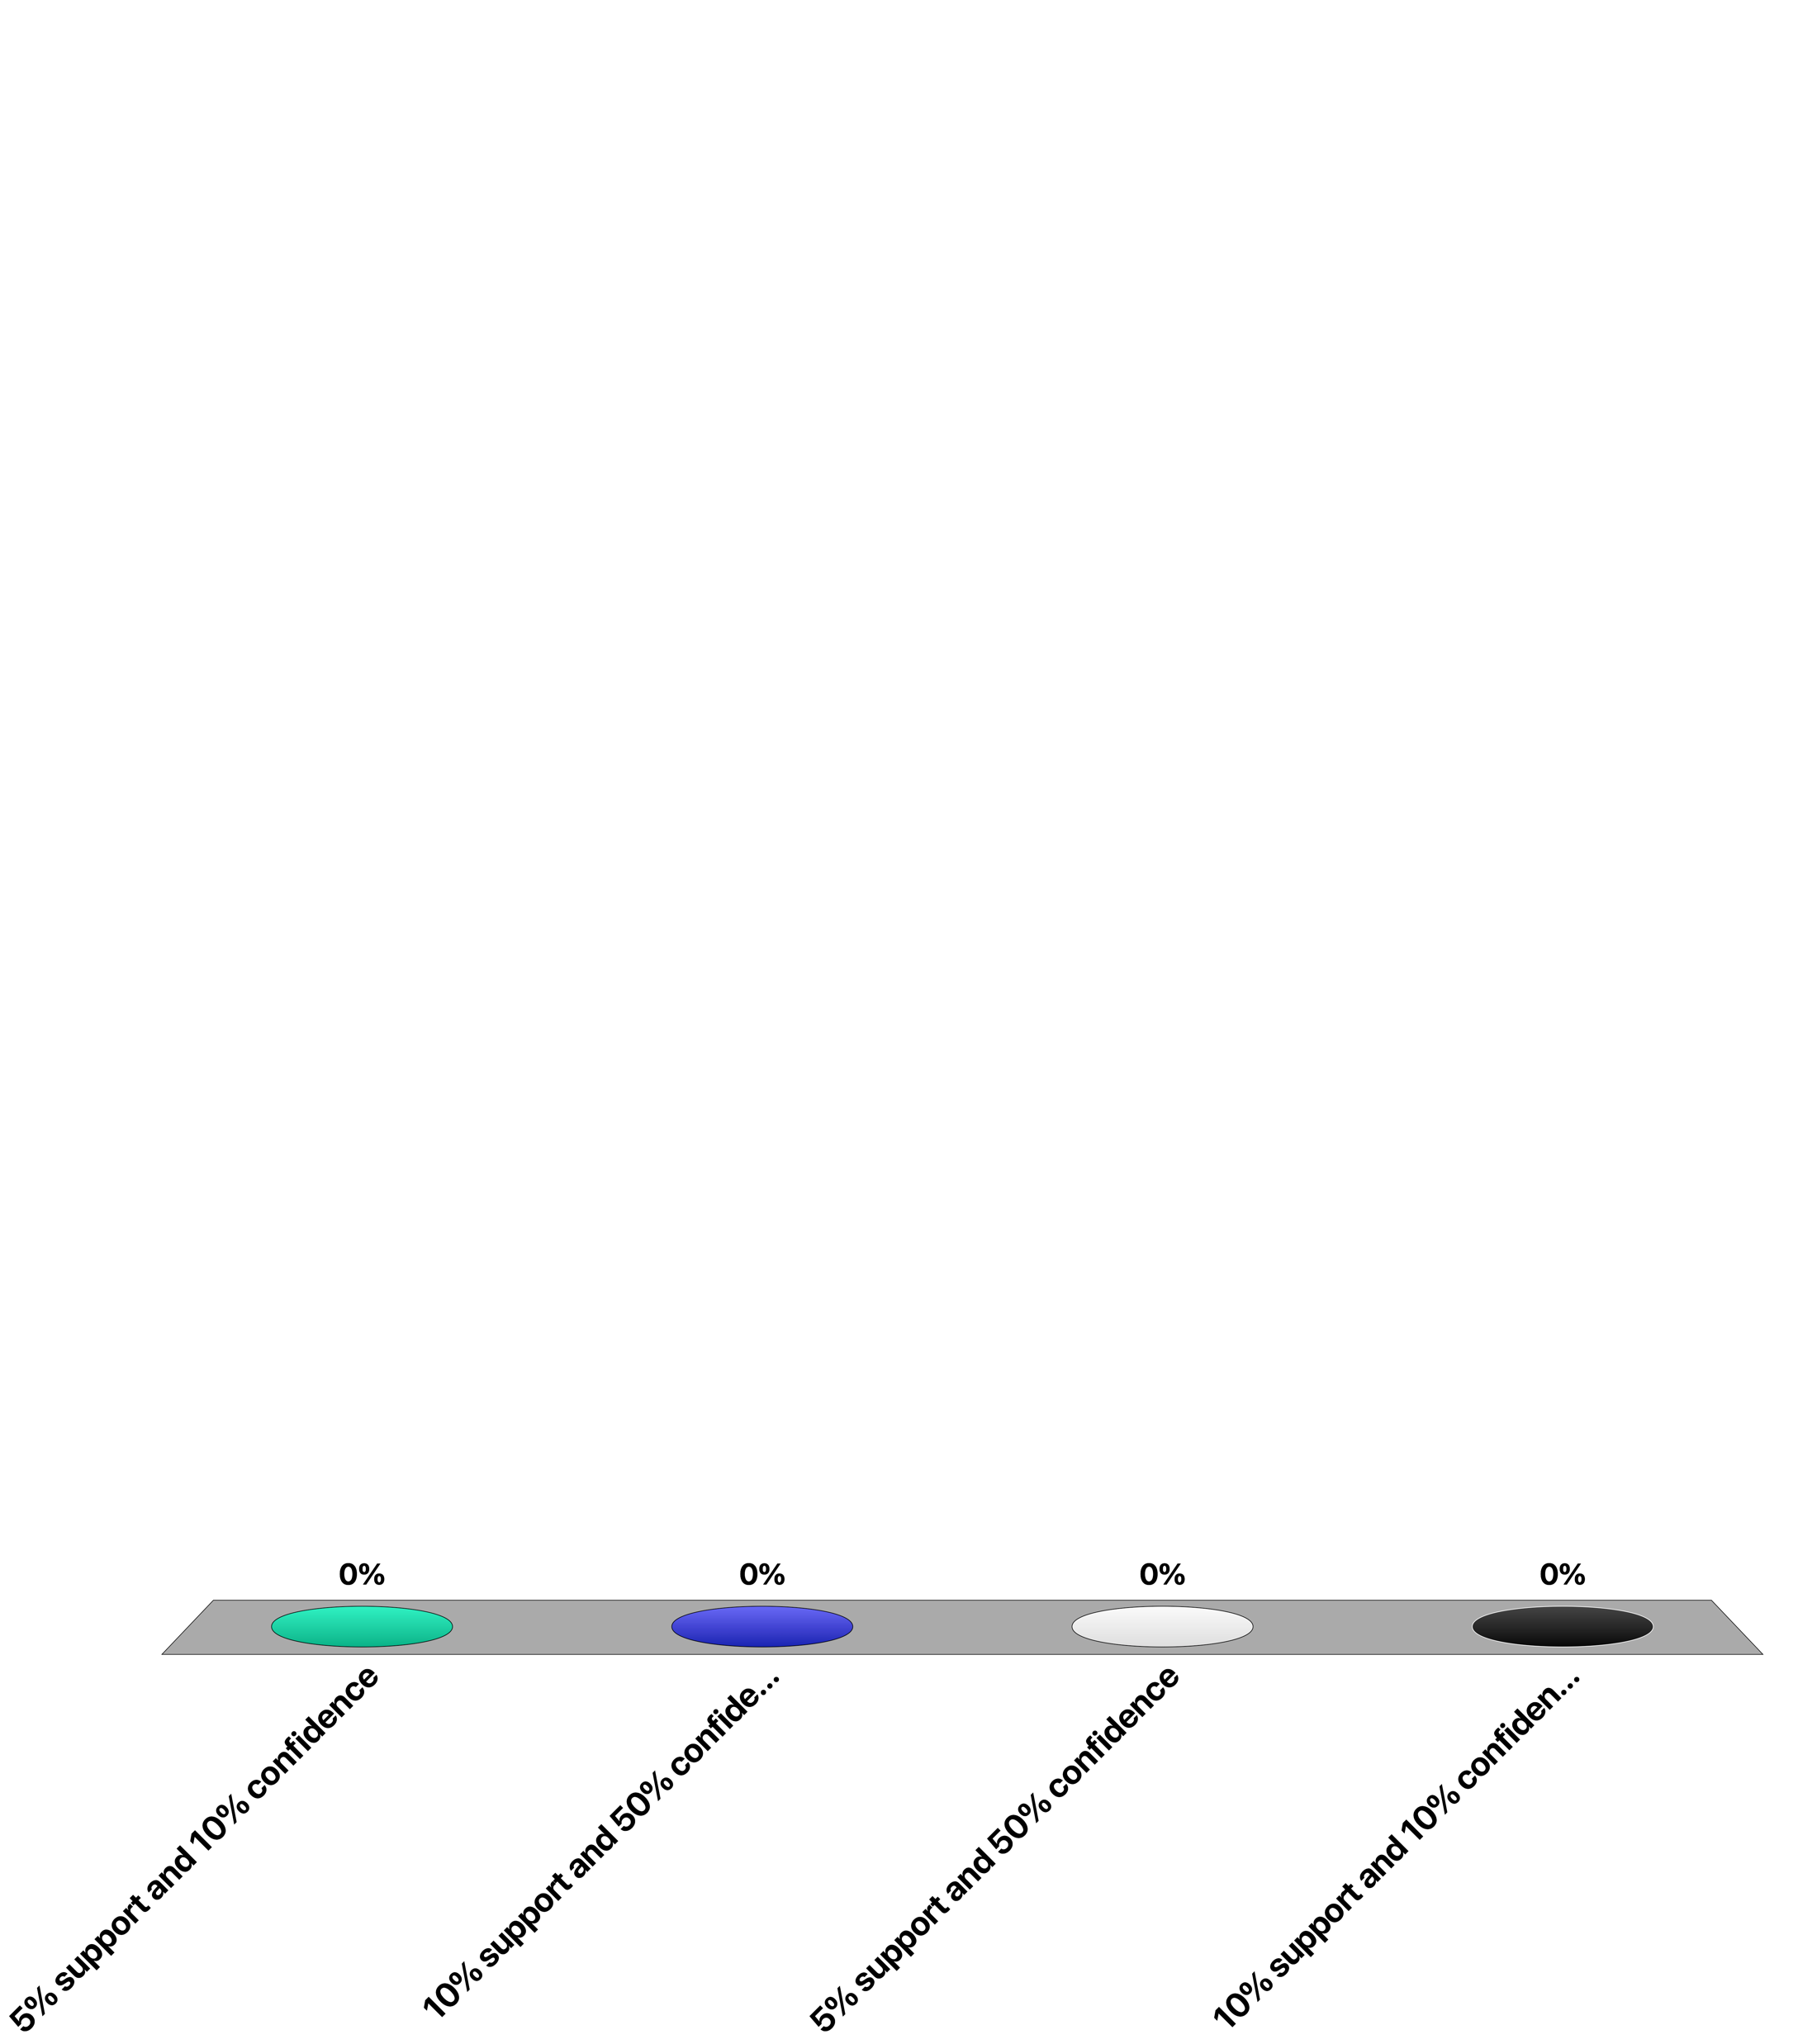 0%
0%
0%
0%
5% support and 10% confidence
10% support and 50% confide...
5% support and 50% confidence
10% support and 10% confiden...